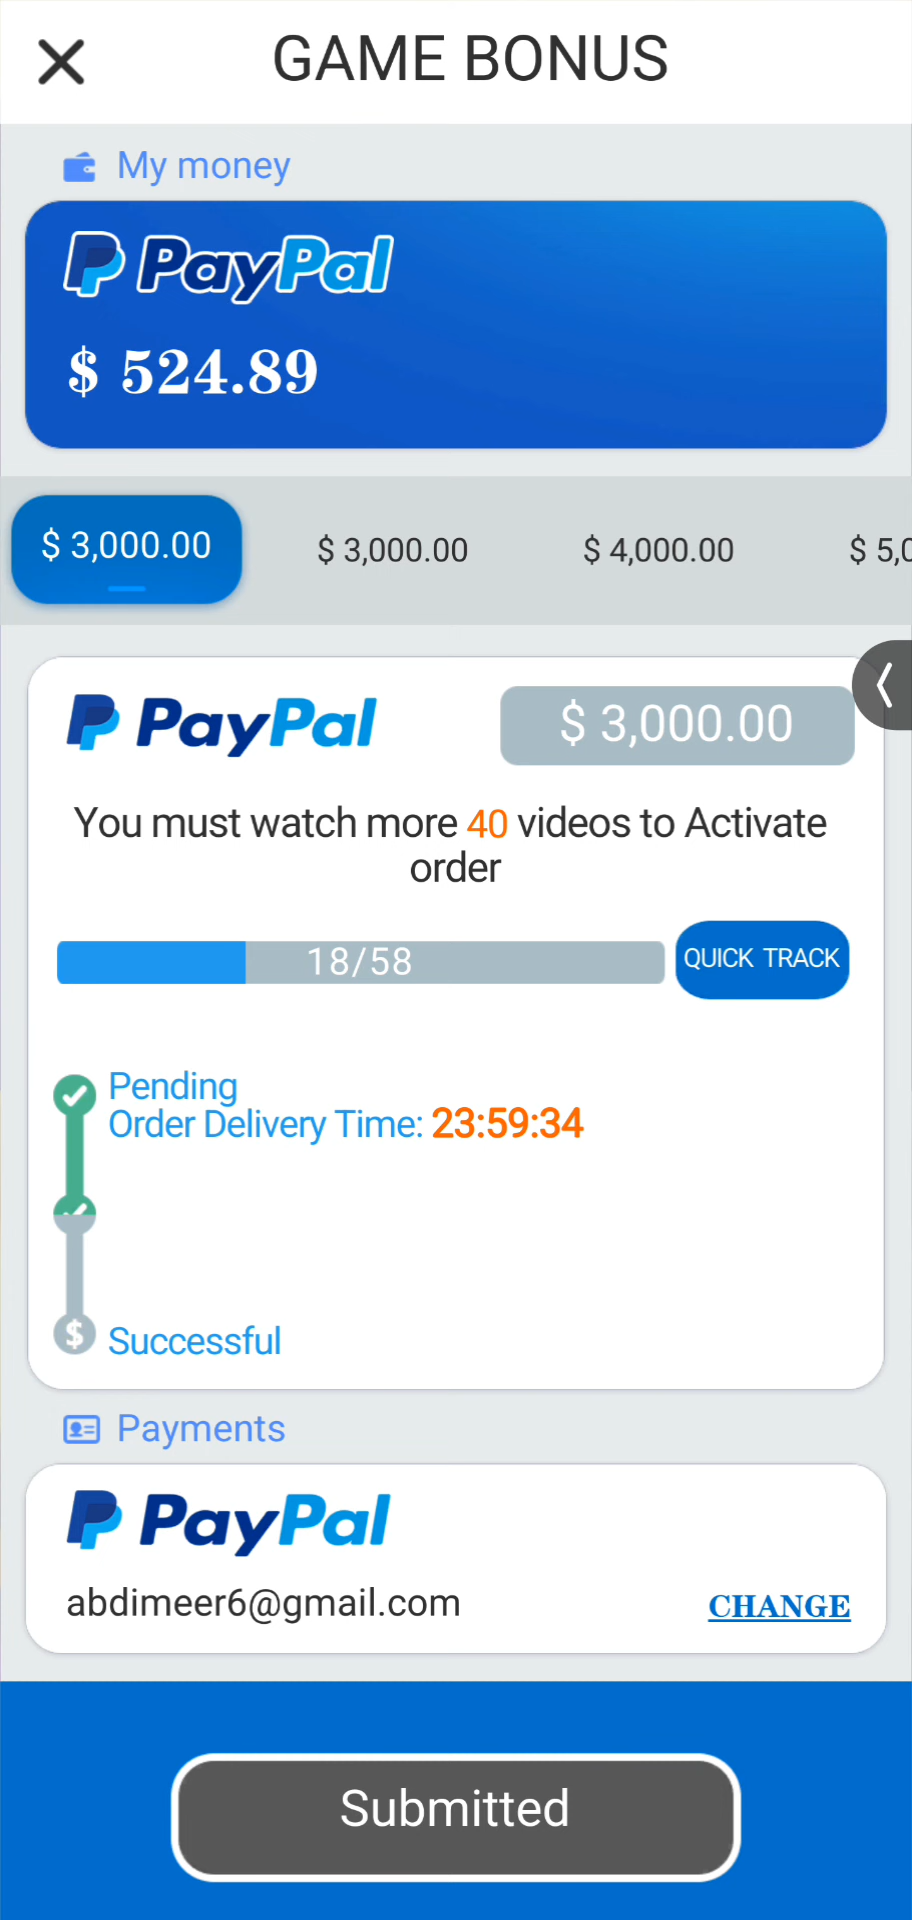 GAME BONUS
My money
PayPal
$ 524.89
$ 3,000.00
$ 3,000.00
$ 4,000.00
PayPal
$ 3,000.00
You must watch more 40 videos to Activate
order
18/58
QUICK TRACK
Pending
Order Delivery Time: 23:59:34
$ Successful
Payments
PayPal
abdimeer6@gmail.com
CHANGE
Submitted